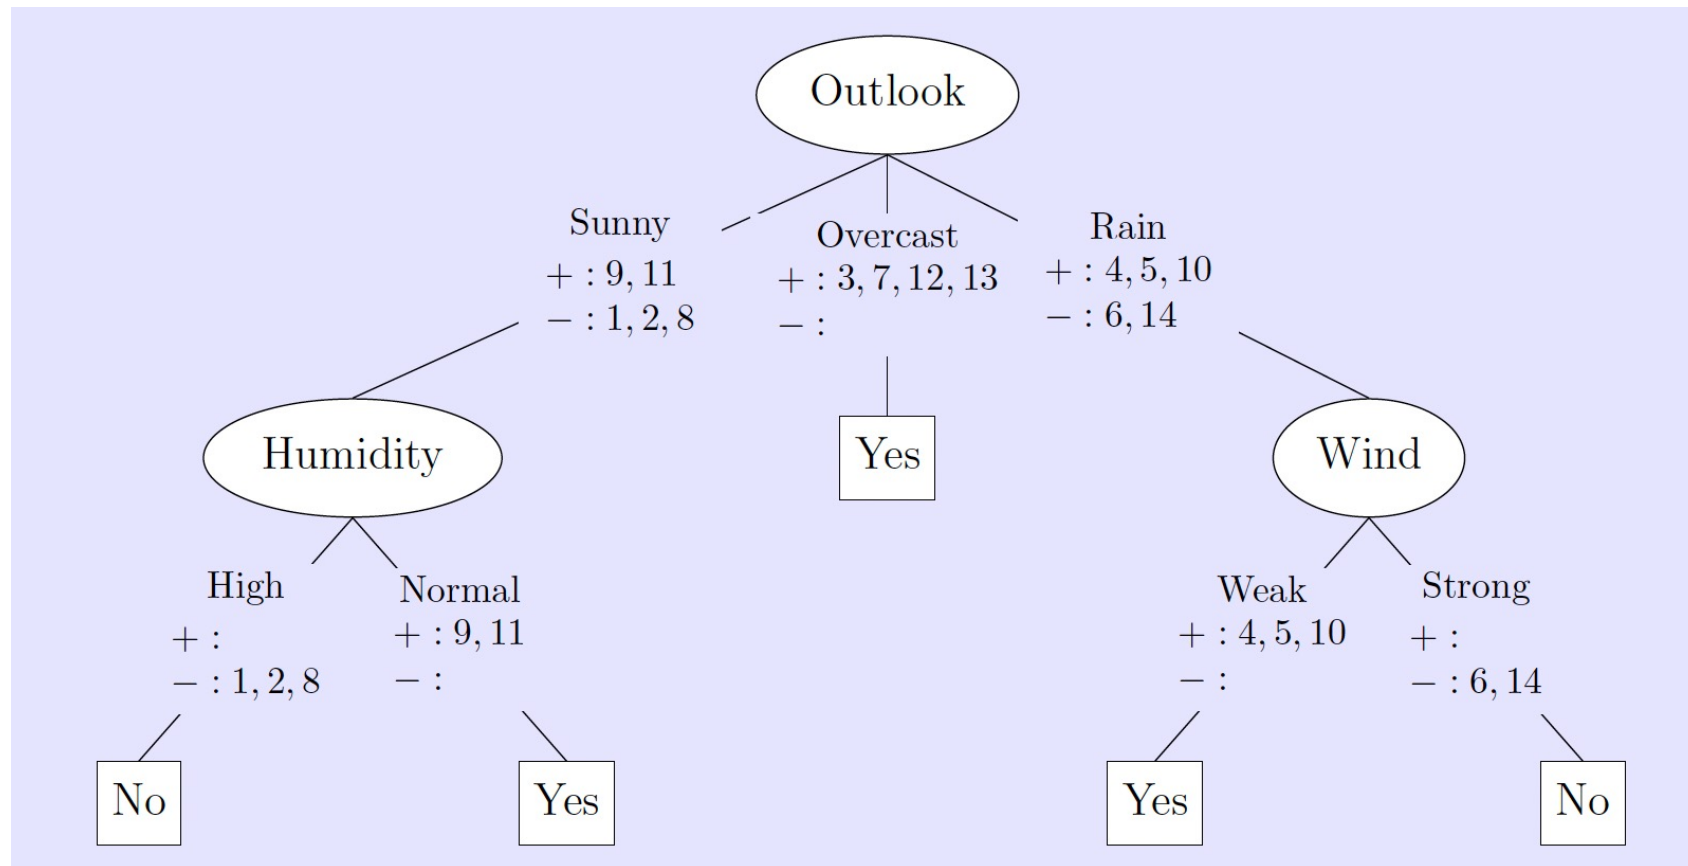 Outlook
Sunny
+ : 9, 11
− : 1, 2, 8
Overcast
+ : 3, 7, 12, 13
− :
Rain
+ : 4, 5, 10
− : 6, 14
Humidity
Yes
Wind
High
+ :
− : 1, 2, 8
Normal
+ : 9, 11
− :
Weak
+ : 4, 5, 10
− :
Strong
+ :
− : 6, 14
No
Yes
Yes
No